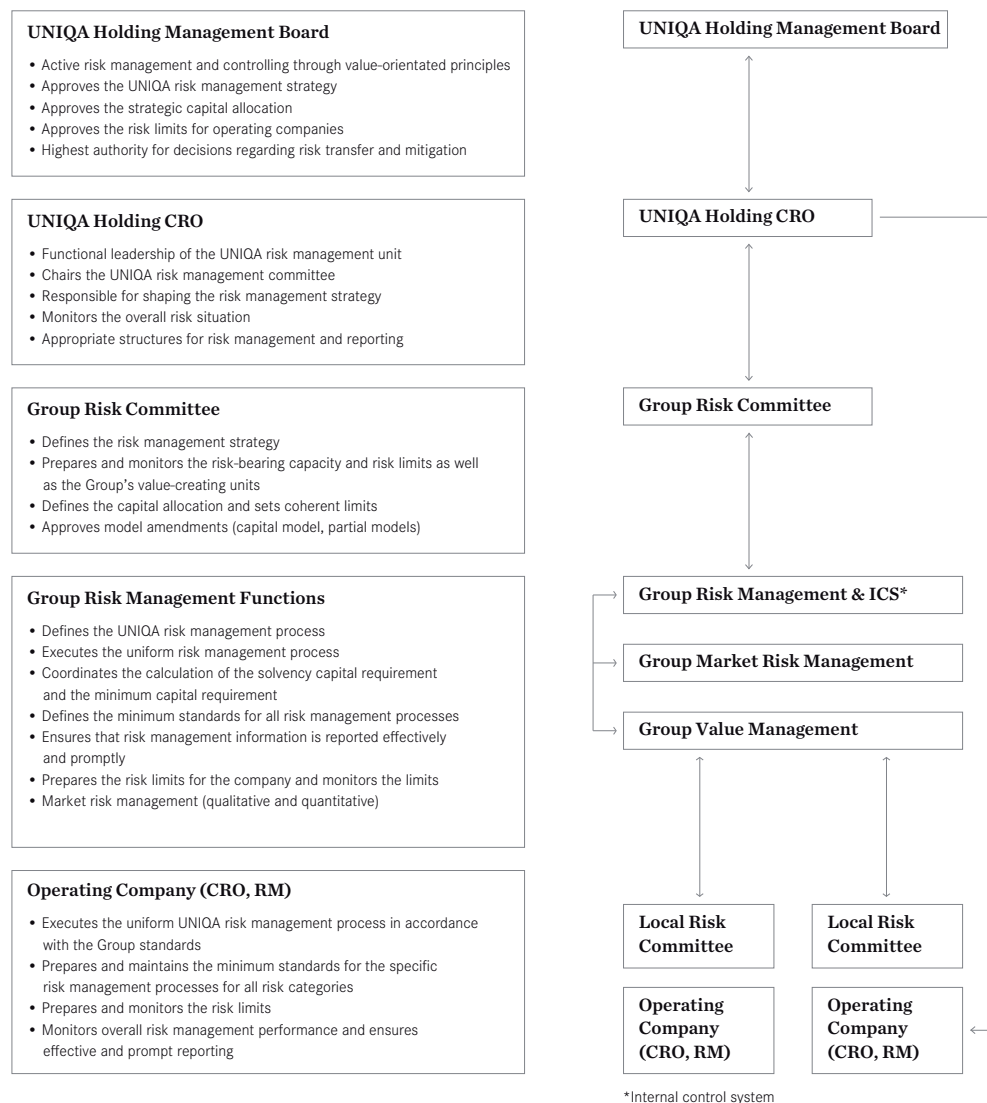 UNIQA Holding Management Board
• Active risk management and controlling through value-orientated principles
• Approves the UNIQA risk management strategy
• Approves the strategic capital allocation
• Approves the risk limits for operating companies
• Highest authority for decisions regarding risk transfer and mitigation
UNIQA Holding CRO
• Functional leadership of the UNIQA risk management unit
• Chairs the UNIQA risk management committee
• Responsible for shaping the risk management strategy
• Monitors the overall risk situation
• Appropriate structures for risk management and reporting
Group Risk Committee
• Defines the risk management strategy
• Prepares and monitors the risk-bearing capacity and risk limits as well
as the Group's value-creating units
• Defines the capital allocation and sets coherent limits
• Approves model amendments (capital model, partial models)
Group Risk Management Functions
• Defines the UNIQA risk management process
• Executes the uniform risk management process
• Coordinates the calculation of the solvency capital requirement
and the minimum capital requirement
• Defines the minimum standards for all risk management processes
• Ensures that risk management information is reported effectively
and promptly
• Prepares the risk limits for the company and monitors the limits
• Market risk management (qualitative and quantitative)
Operating Company (CRO, RM)
• Executes the uniform UNIQA risk management process in accordance
with the Group standards
• Prepares and maintains the minimum standards for the specific
risk management processes for all risk categories
• Prepares and monitors the risk limits
• Monitors overall risk management performance and ensures
effective and prompt reporting
UNIQA Holding Management Board
UNIQA Holding CRO
Group Risk Committee
Group Risk Management & ICS*
Group Market Risk Management
Group Value Management
Local Risk
Committee
Local Risk
Committee
Operating
Company
(CRO, RM)
Operating
Company
(CRO, RM)
*Internal control system